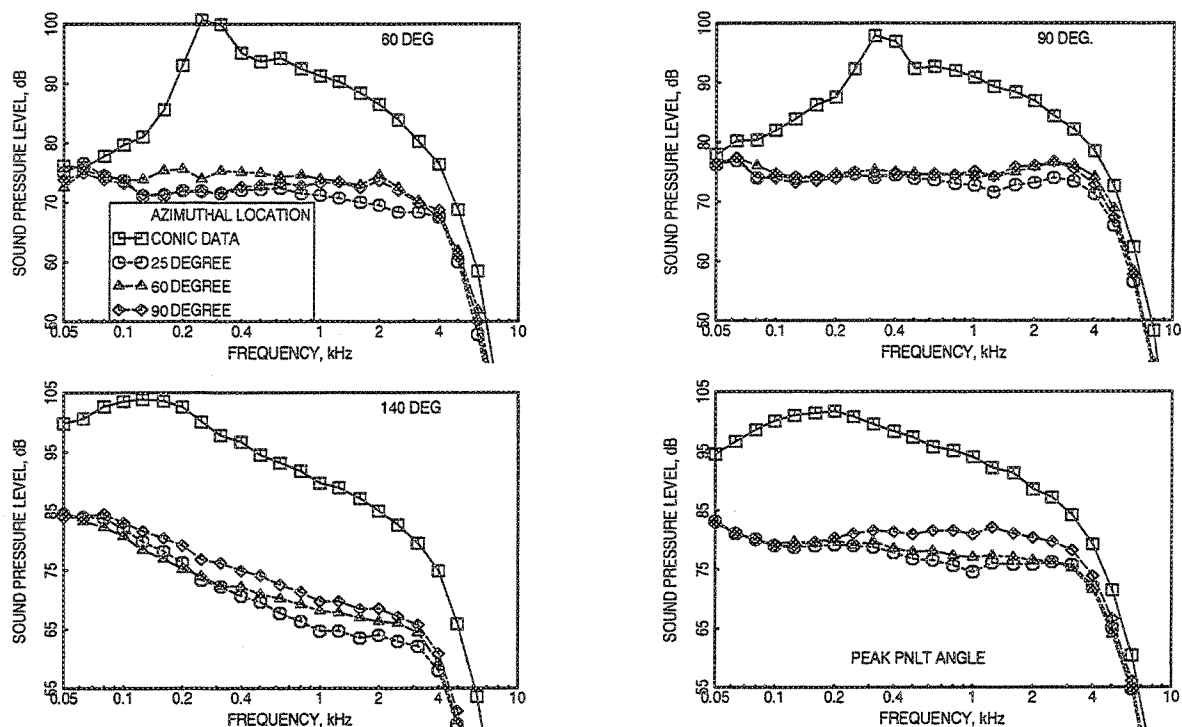 60 DEG
SOUND PRESSURE LEVEL, dB
100
90
80
70
60
50
AZIMUTHAL LOCATION
CONIC DATA
25 DEGREE
60 DEGREE
90 DEGREE
0.05 0.1 0.2 0.4 1 2 4 10
FREQUENCY, kHz
90 DEG.
SOUND PRESSURE LEVEL, dB
100
90
80
70
60
50
0.05 0.1 0.2 0.4 1 2 4 10
FREQUENCY, kHz
140 DEG
SOUND PRESSURE LEVEL, dB
105
95
85
75
65
55
0.05 0.1 0.2 0.4 1 2 4 10
FREQUENCY, kHz
PEAK PNLT ANGLE
SOUND PRESSURE LEVEL, dB
105
95
85
75
65
55
0.05 0.1 0.2 0.4 1 2 4 10
FREQUENCY, kHz